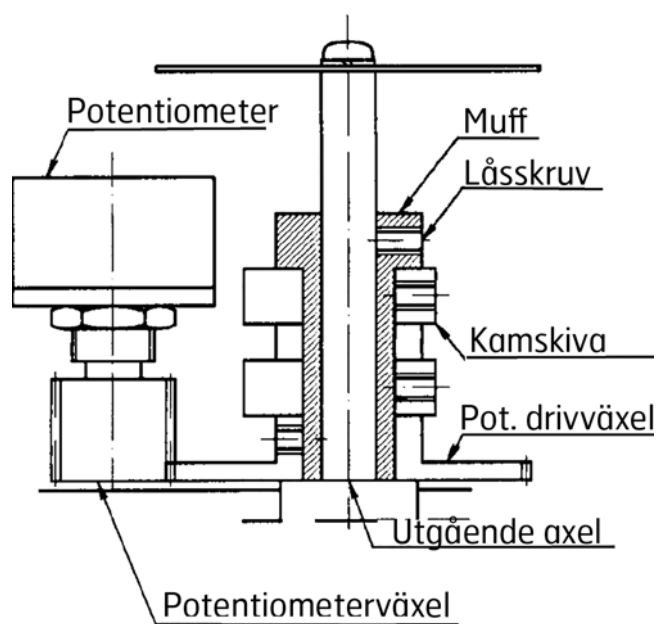 Potentiometer
Muff
Låsskruv
Kamskiva
Pot. drivväxel
Utgående axel
Potentiometerväxel